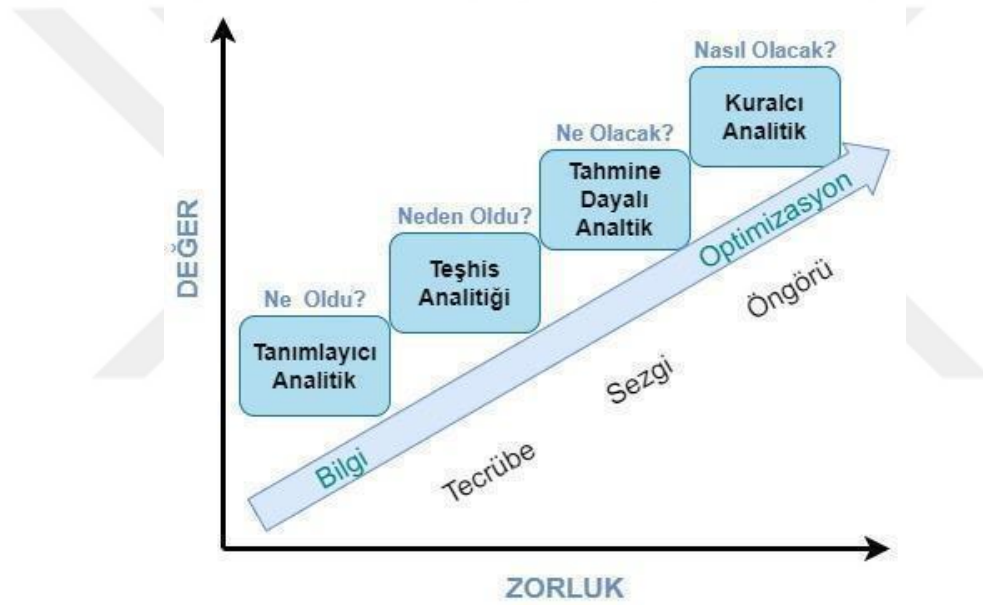 Nasıl Olacak?
Kuralcı
Analitik
Ne Olacak?
Tahmine
Dayalı
Analtik
Neden Oldu?
Teşhis
Analitiği
Ne Oldu?
Tanımlayıcı
Analitik
DEĞER
Bilgi
Optimizasyon
Tecrübe
Sezgi
Öngörü
ZORLUK